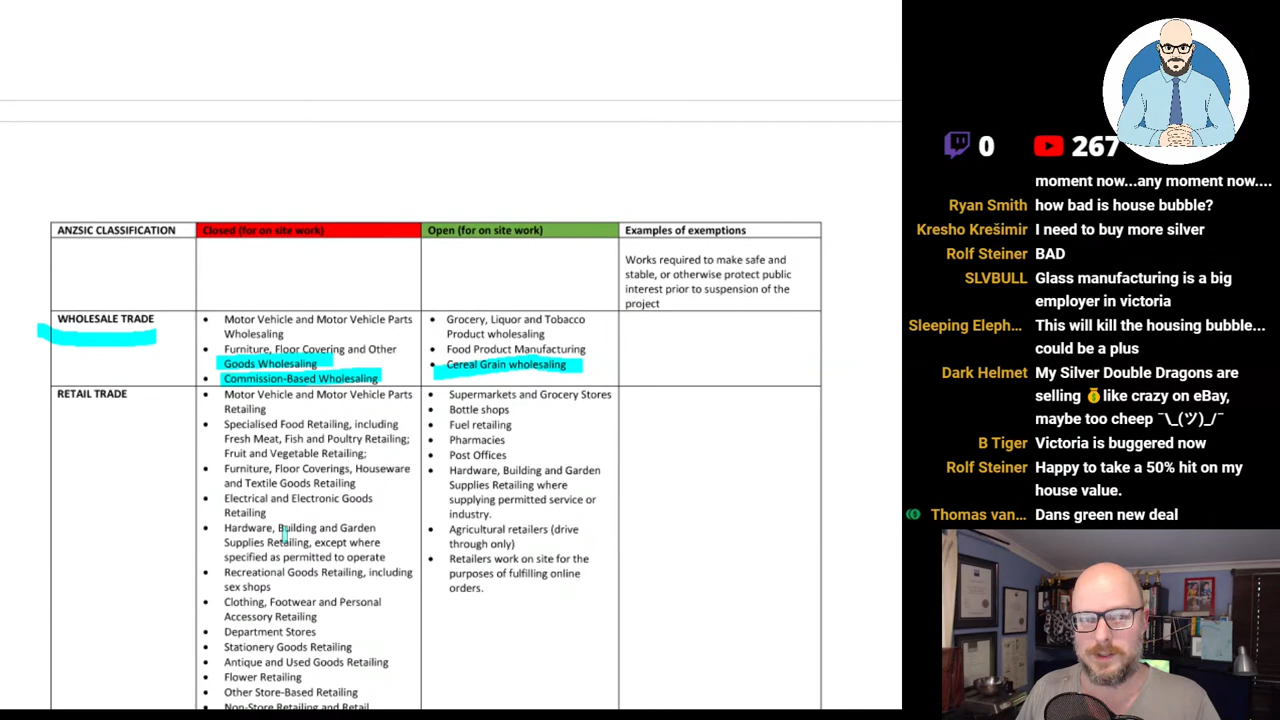 ANZSIC CLASSIFICATION
Closed (for on site work)
Open (for on site work)
Examples of exemptions
Works required to make safe and
stable, or otherwise protect public
interest prior to suspension of the
project
WHOLESALE TRADE
• Motor Vehicle and Motor Vehicle Parts
Wholesaling
• Furniture, Floor Covering and Other
Goods Wholesaling
• Commission-Based Wholesaling
• Grocery, Liquor and Tobacco
Product wholesaling
• Food Product Manufacturing
• Cereal Grain wholesaling
RETAIL TRADE
• Motor Vehicle and Motor Vehicle Parts
Retailing
• Specialised Food Retailing, including
Fresh Meat, Fish and Poultry Retailing;
Fruit and Vegetable Retailing;
• Furniture, Floor Coverings, Houseware
and Textile Goods Retailing
• Electrical and Electronic Goods
Retailing
• Hardware, Building and Garden
Supplies Retailing, except where
specified as permitted to operate
• Recreational Goods Retailing, including
sex shops
• Clothing, Footwear and Personal
Accessory Retailing
• Department Stores
• Stationery Goods Retailing
• Antique and Used Goods Retailing
• Flower Retailing
• Other Store-Based Retailing
• Non-Store Retailing and Retail
• Supermarkets and Grocery Stores
• Bottle shops
• Fuel retailing
• Pharmacies
• Post Offices
• Hardware, Building and Garden
Supplies Retailing where
supplying permitted service or
industry.
• Agricultural retailers (drive
through only)
• Retailers work on site for the
purposes of fulfilling online
orders.
0
267
moment now...any moment now....
Ryan Smith how bad is house bubble?
Kresho Krešimir I need to buy more silver
Rolf Steiner BAD
SLVBULL Glass manufacturing is a big
employer in victoria
Sleeping Eleph... This will kill the housing bubble...
could be a plus
Dark Helmet My Silver Double Dragons are
selling 💰like crazy on eBay,
maybe too cheep ¯\_(ツ)_/¯
B Tiger Victoria is buggered now
Rolf Steiner Happy to take a 50% hit on my
house value.
Thomas van... Dans green new deal